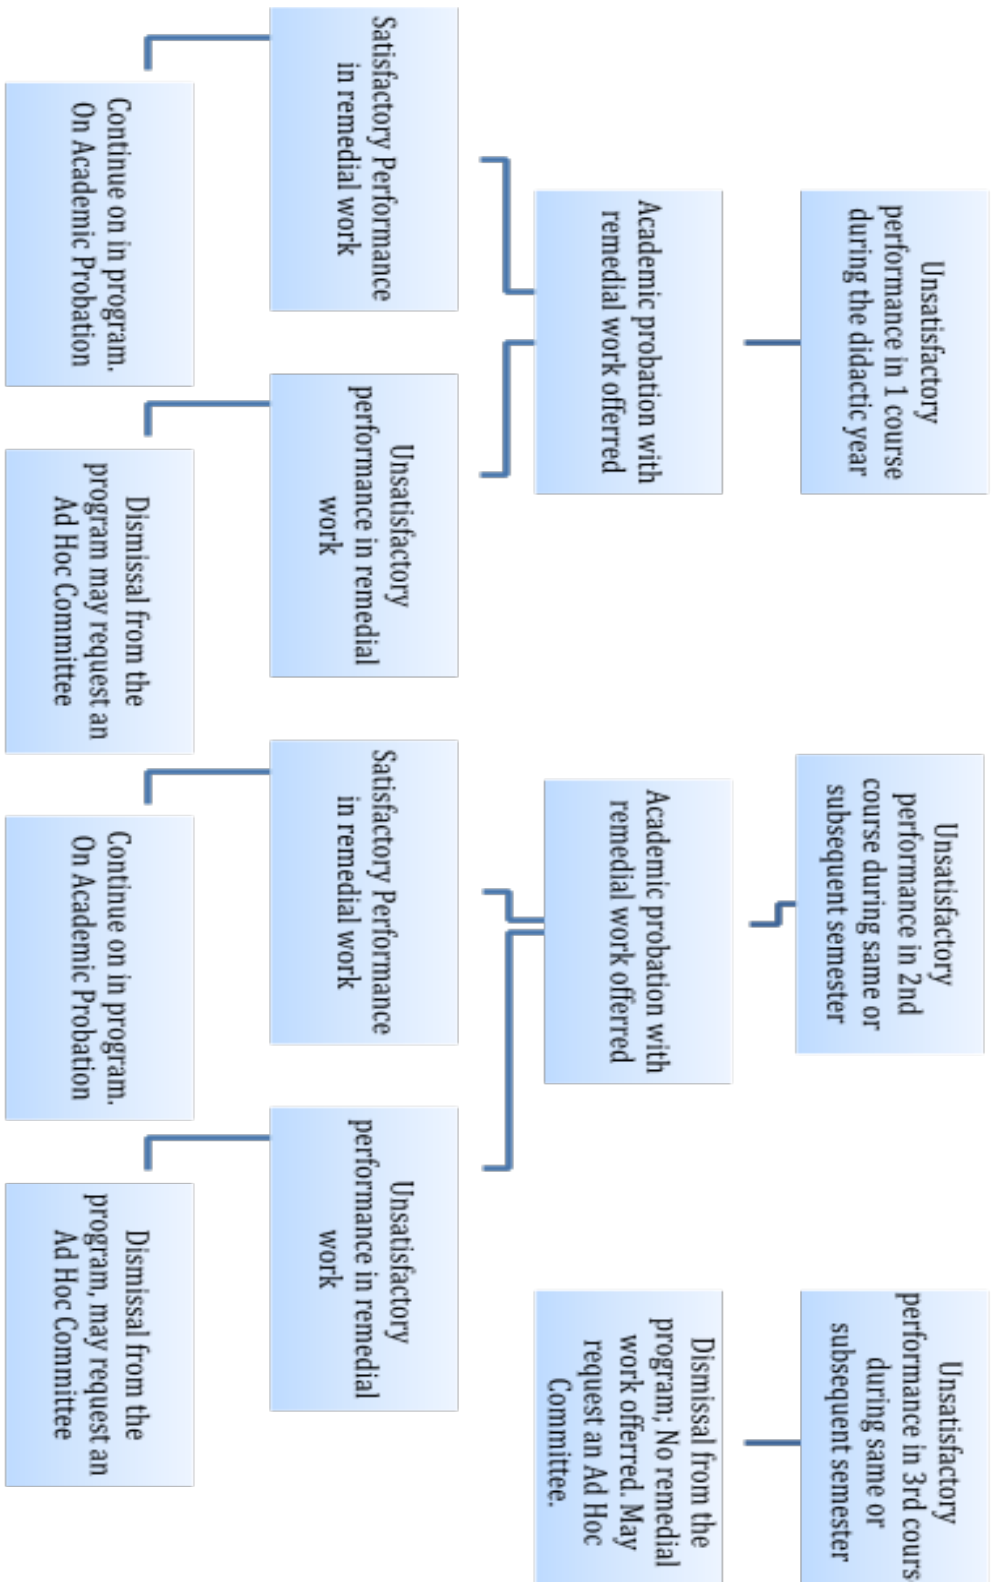 Unsatisfactory
performance in 1 course
during the didactic year
Academic probation with
remedial work offerred
Satisfactory Performance
in remedial work
Continue on in program.
On Academic Probation
Unsatisfactory
performance in remedial
work
Dismissal from the
program may request an
Ad Hoc Committee
Unsatisfactory
performance in 2nd
course during same or
subsequent semester
Academic probation with
remedial work offerred
Satisfactory Performance
in remedial work
Continue on in program.
On Academic Probation
Unsatisfactory
performance in remedial
work
Dismissal from the
program, may request an
Ad Hoc Committee
Unsatisfactory
performance in 3rd cours
during same or
subsequent semester
Dismissal from the
program; No remedial
work offerred. May
request an Ad Hoc
Committee.